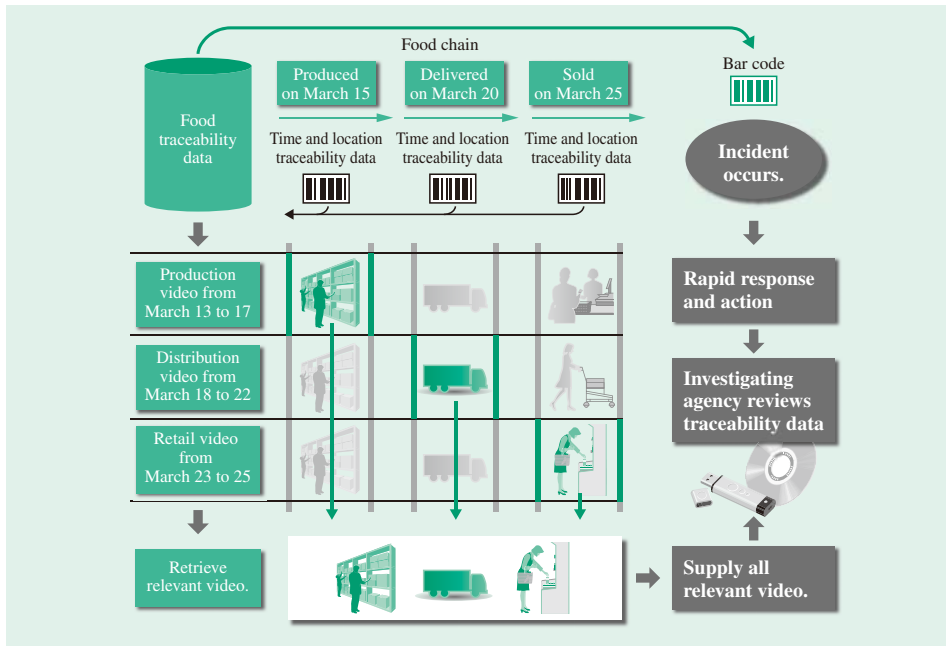 Food chain
Bar code
Produced
on March 15
Delivered
on March 20
Sold
on March 25
Food
traceability
data
Time and location
traceability data
Time and location
traceability data
Time and location
traceability data
Incident
occurs.
Production
video from
March 13 to 17
Rapid response
and action
Distribution
video from
March 18 to 22
Investigating
agency reviews
traceability data
Retail video
from
March 23 to 25
Retrieve
relevant video.
Supply all
relevant video.